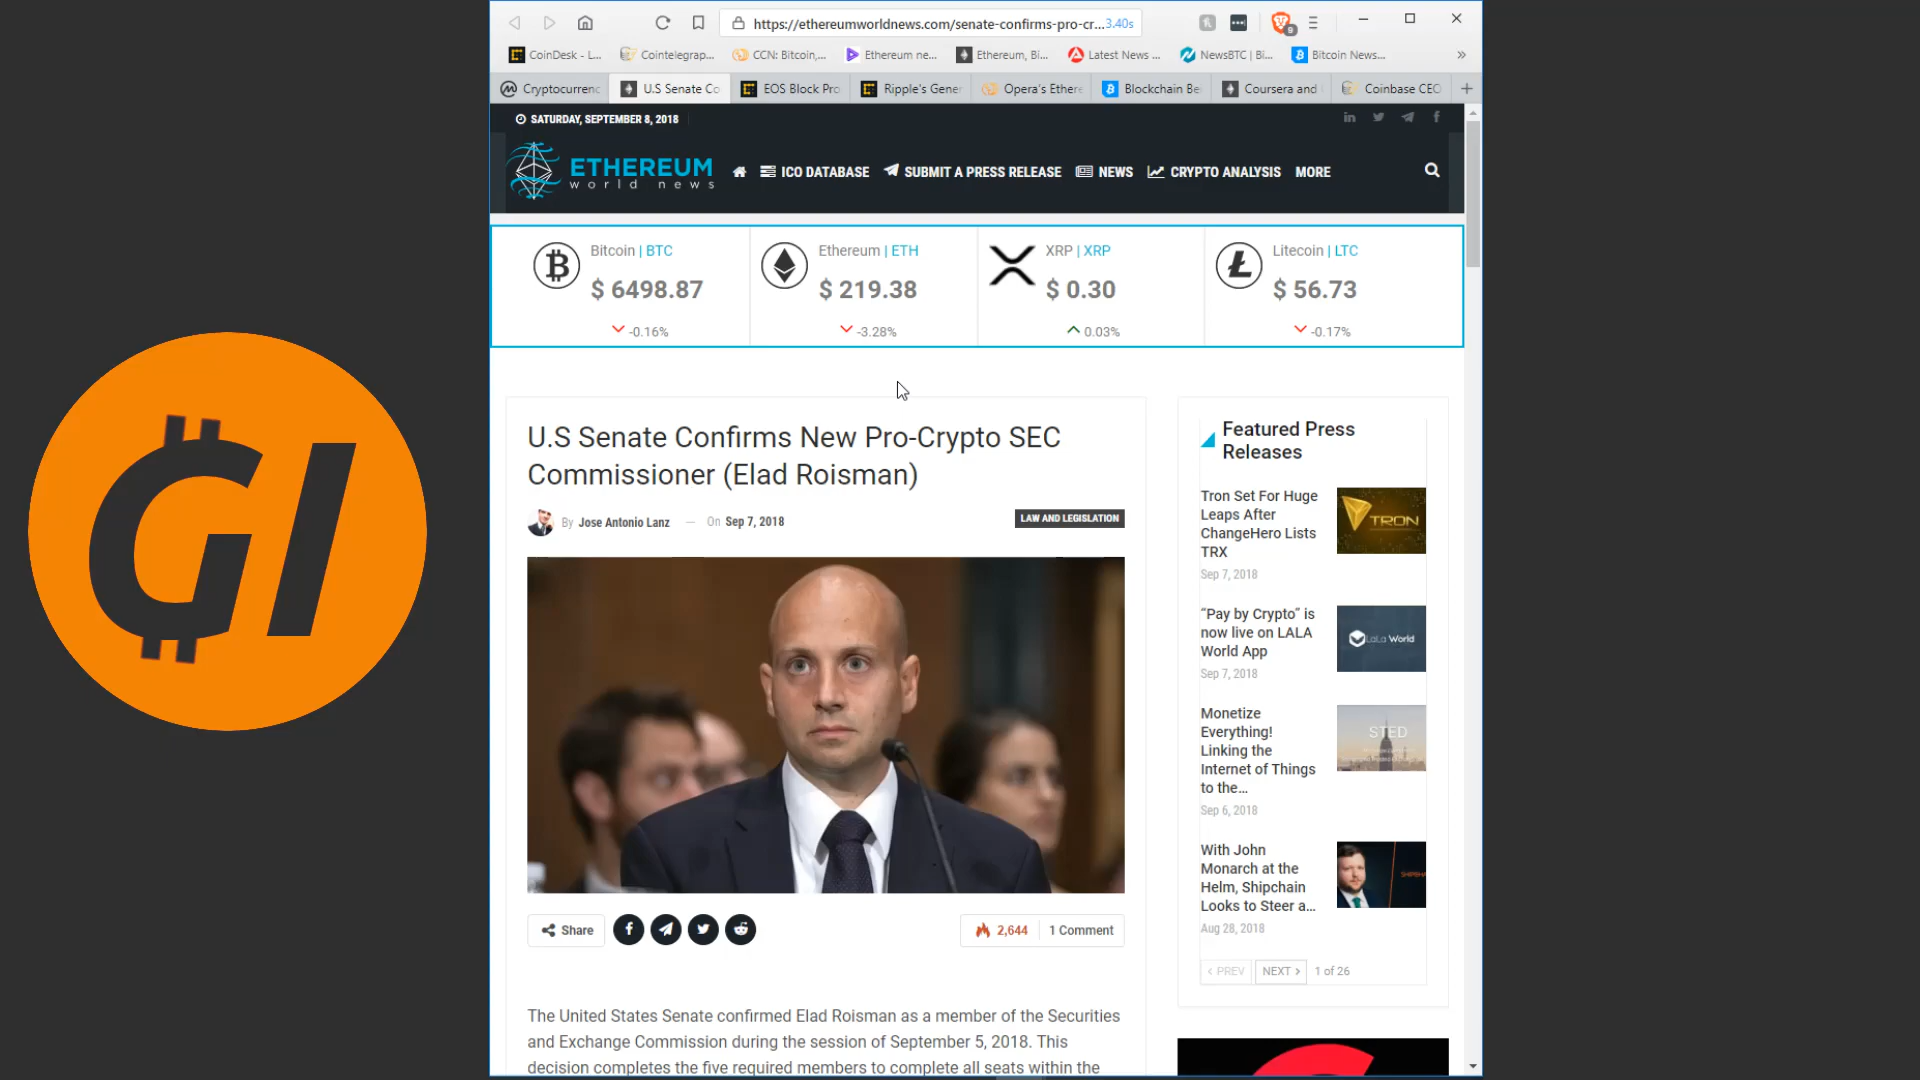 https://ethereumworldnews.com/senate-confirms-pro-cr... 3.40s
9
CoinDesk - L...
Cointelegrap...
CCN: Bitcoin,...
Ethereum ne...
Ethereum, Bi...
Latest News ...
NewsBTC | Bi...
Bitcoin News...
»
Cryptocurrenc
U.S Senate Co
EOS Block Pro
Ripple's Gener
Opera's Ethere
Blockchain Be
Coursera and
Coinbase CEO
SATURDAY, SEPTEMBER 8, 2018
ETHEREUM
world news
ICO DATABASE
SUBMIT A PRESS RELEASE
NEWS
CRYPTO ANALYSIS
MORE
Bitcoin | BTC
$ 6498.87
-0.16%
Ethereum | ETH
$ 219.38
-3.28%
XRP | XRP
$ 0.30
0.03%
Litecoin | LTC
$ 56.73
-0.17%
GI
U.S Senate Confirms New Pro-Crypto SEC
Commissioner (Elad Roisman)
By Jose Antonio Lanz — On Sep 7, 2018
LAW AND LEGISLATION
Share
2,644
1 Comment
The United States Senate confirmed Elad Roisman as a member of the Securities
and Exchange Commission during the session of September 5, 2018. This
decision completes the five required members to complete all seats within the
Featured Press
Releases
Tron Set For Huge
Leaps After
ChangeHero Lists
TRX
Sep 7, 2018
TRON
"Pay by Crypto" is
now live on LALA
World App
Sep 7, 2018
LaLa World
Monetize
Everything!
Linking the
Internet of Things
to the...
Sep 6, 2018
STED
With John
Monarch at the
Helm, Shipchain
Looks to Steer a...
Aug 28, 2018
‹ PREV
NEXT ›
1 of 26